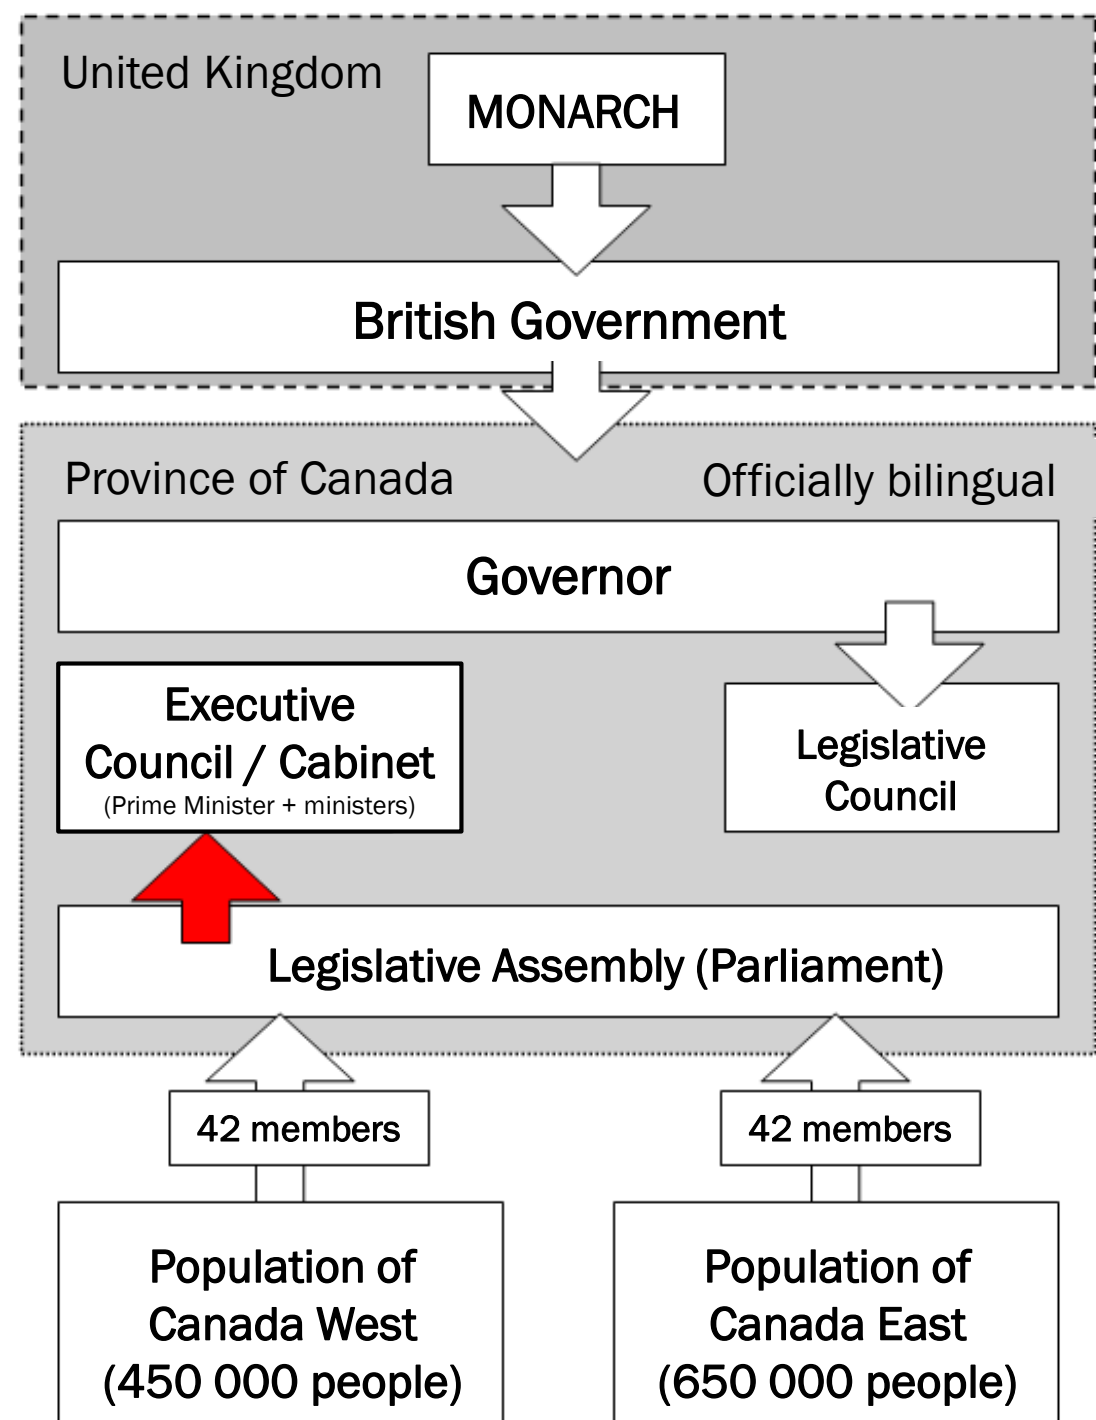 United Kingdom
MONARCH
British Government
Province of Canada
Officially bilingual
Governor
Executive
Council / Cabinet
(Prime Minister + ministers)
Legislative
Council
Legislative Assembly (Parliament)
42 members
42 members
Population of
Canada West
(450 000 people)
Population of
Canada East
(650 000 people)